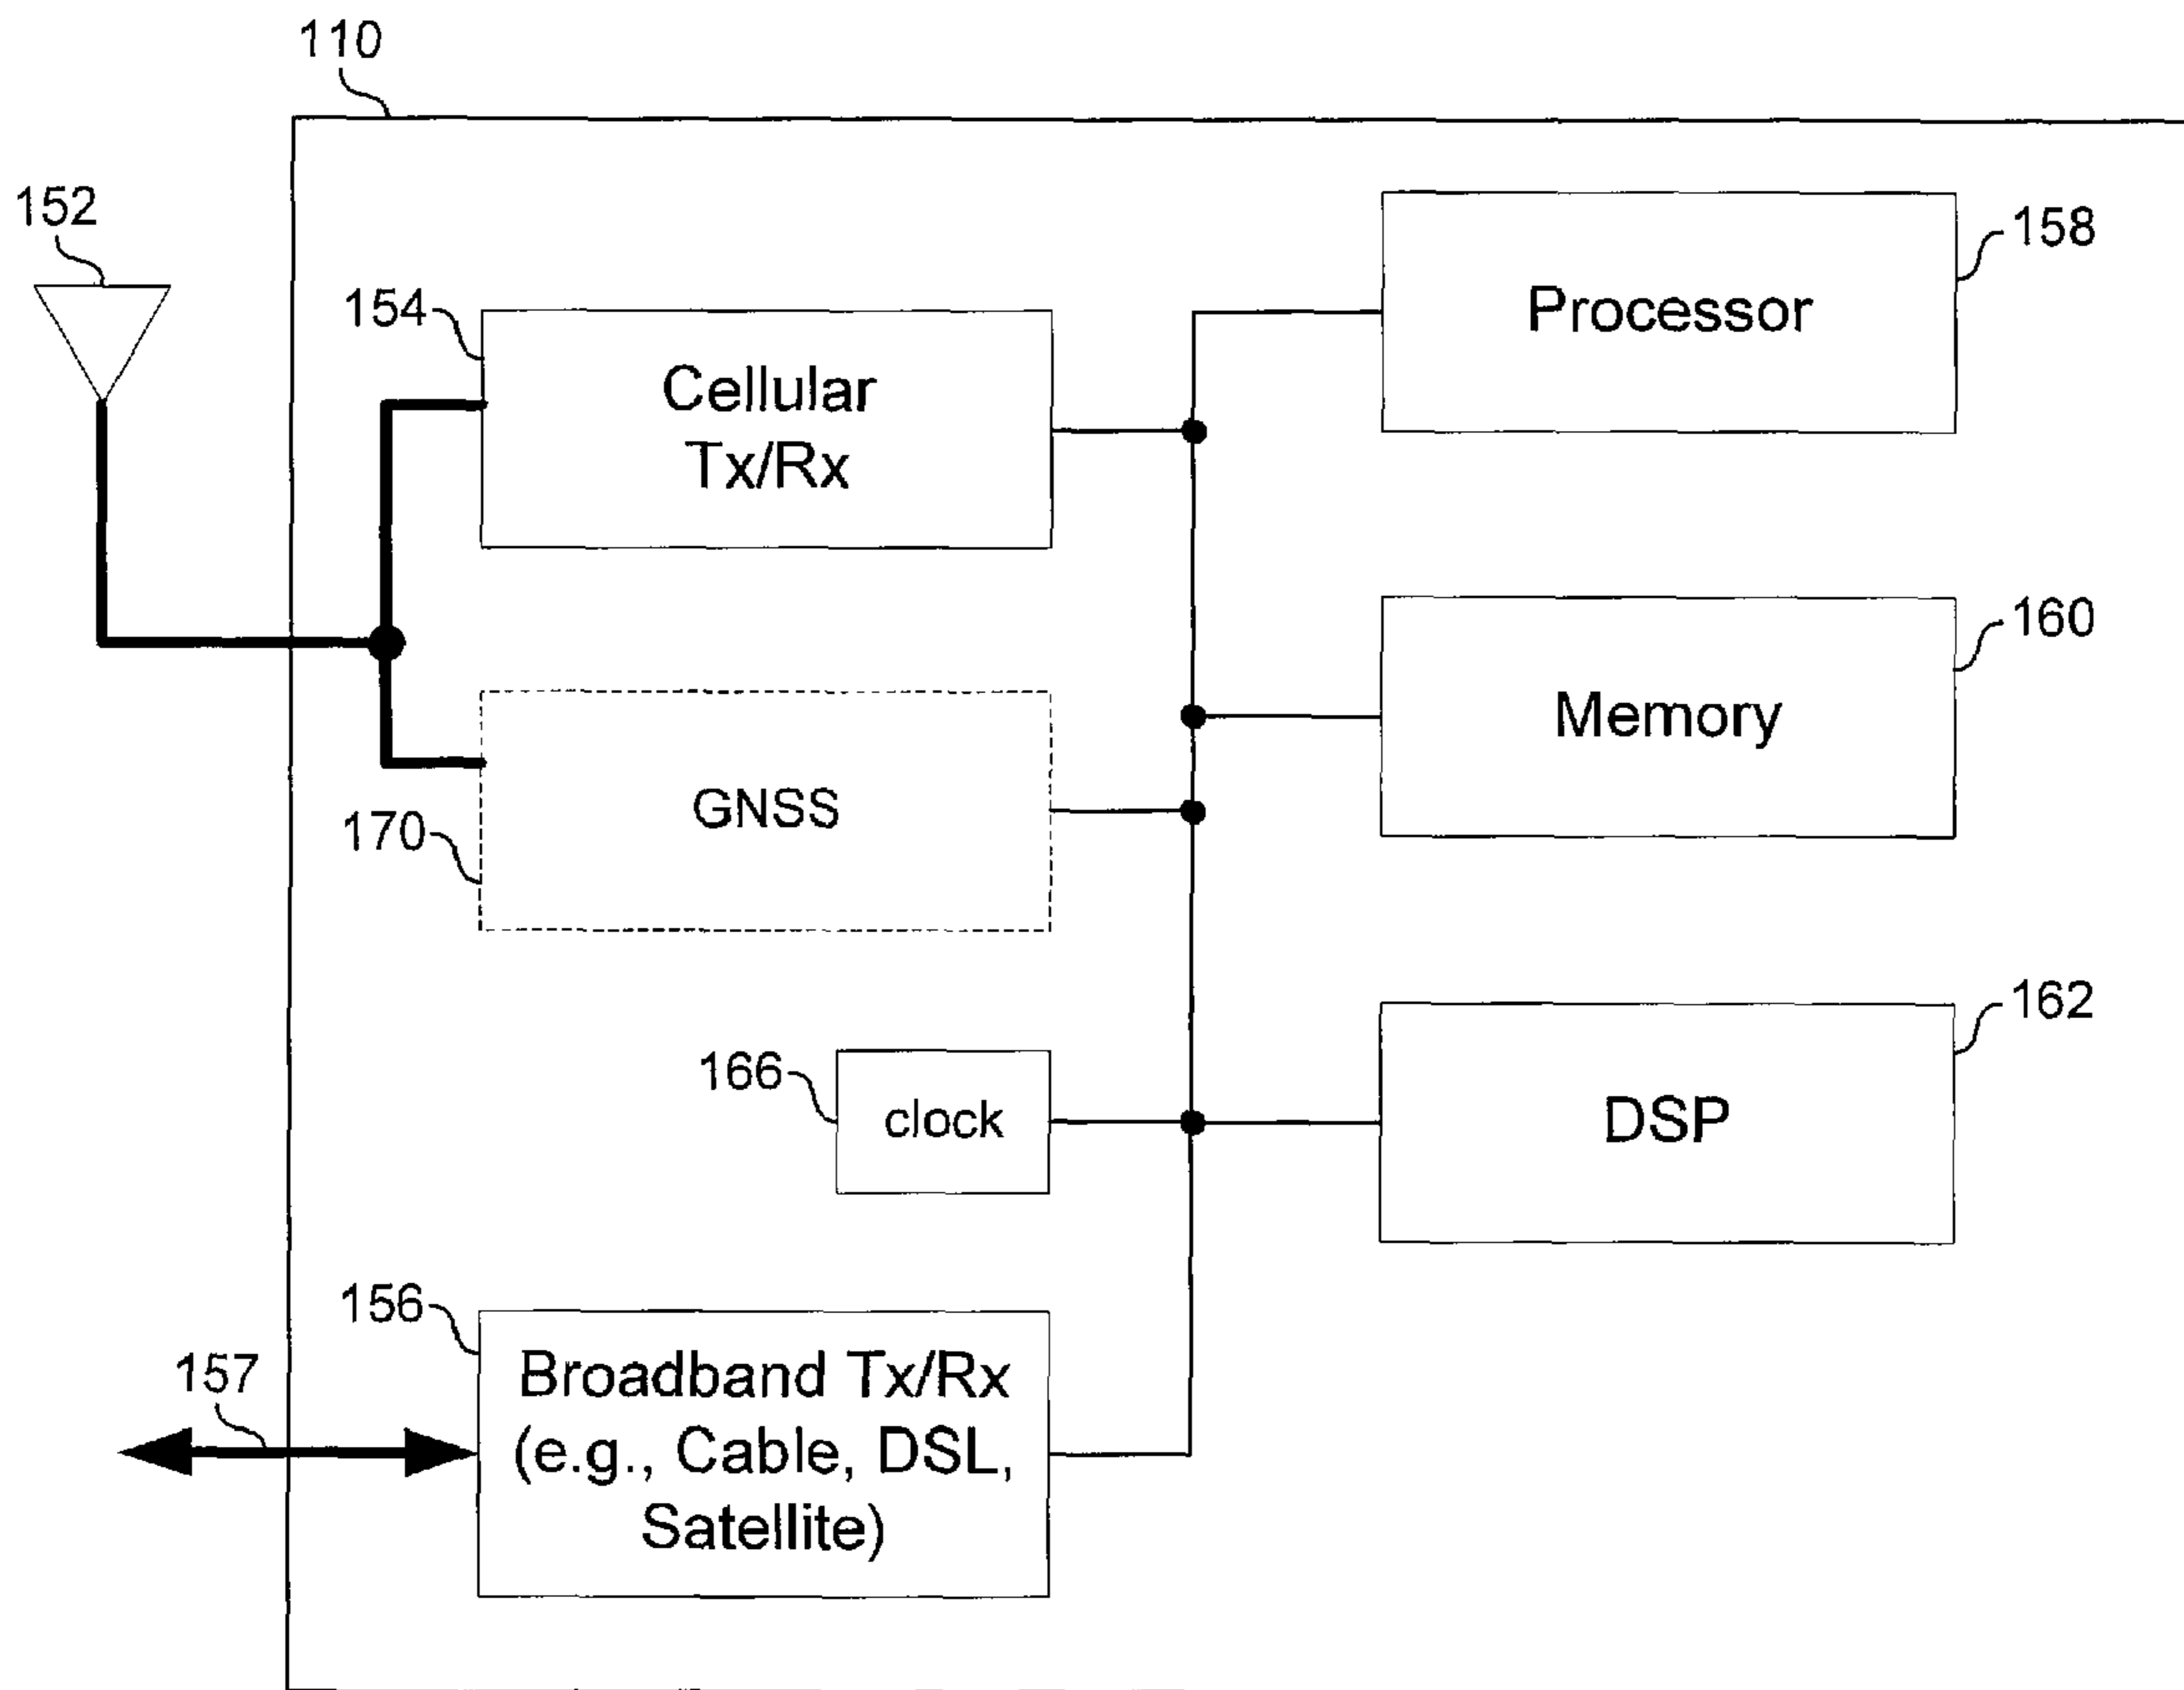 110
152
154
Cellular
Tx/Rx
Processor
158
GNSS
170
Memory
160
166
clock
DSP
162
156
157
Broadband Tx/Rx
(e.g., Cable, DSL,
Satellite)